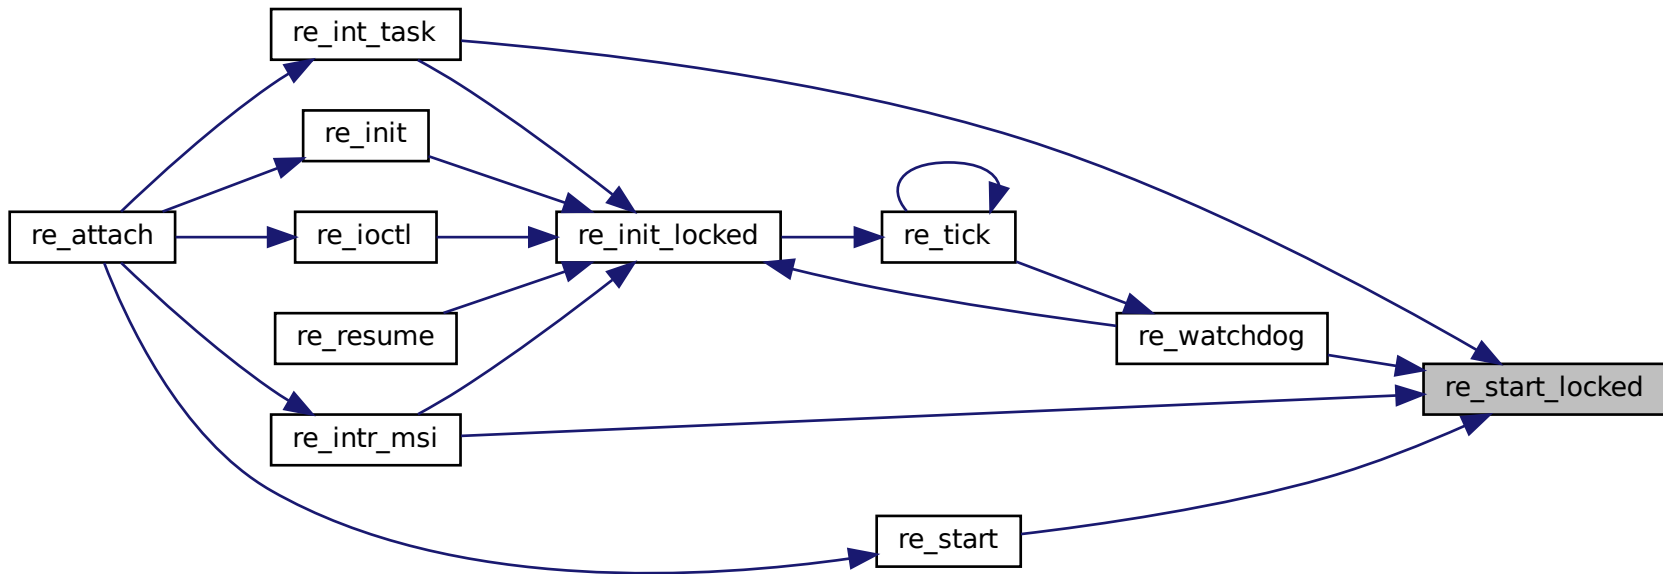 re_int_task
re_init
re_attach
re_ioctl
re_init_locked
re_tick
re_resume
re_watchdog
re_start_locked
re_intr_msi
re_start